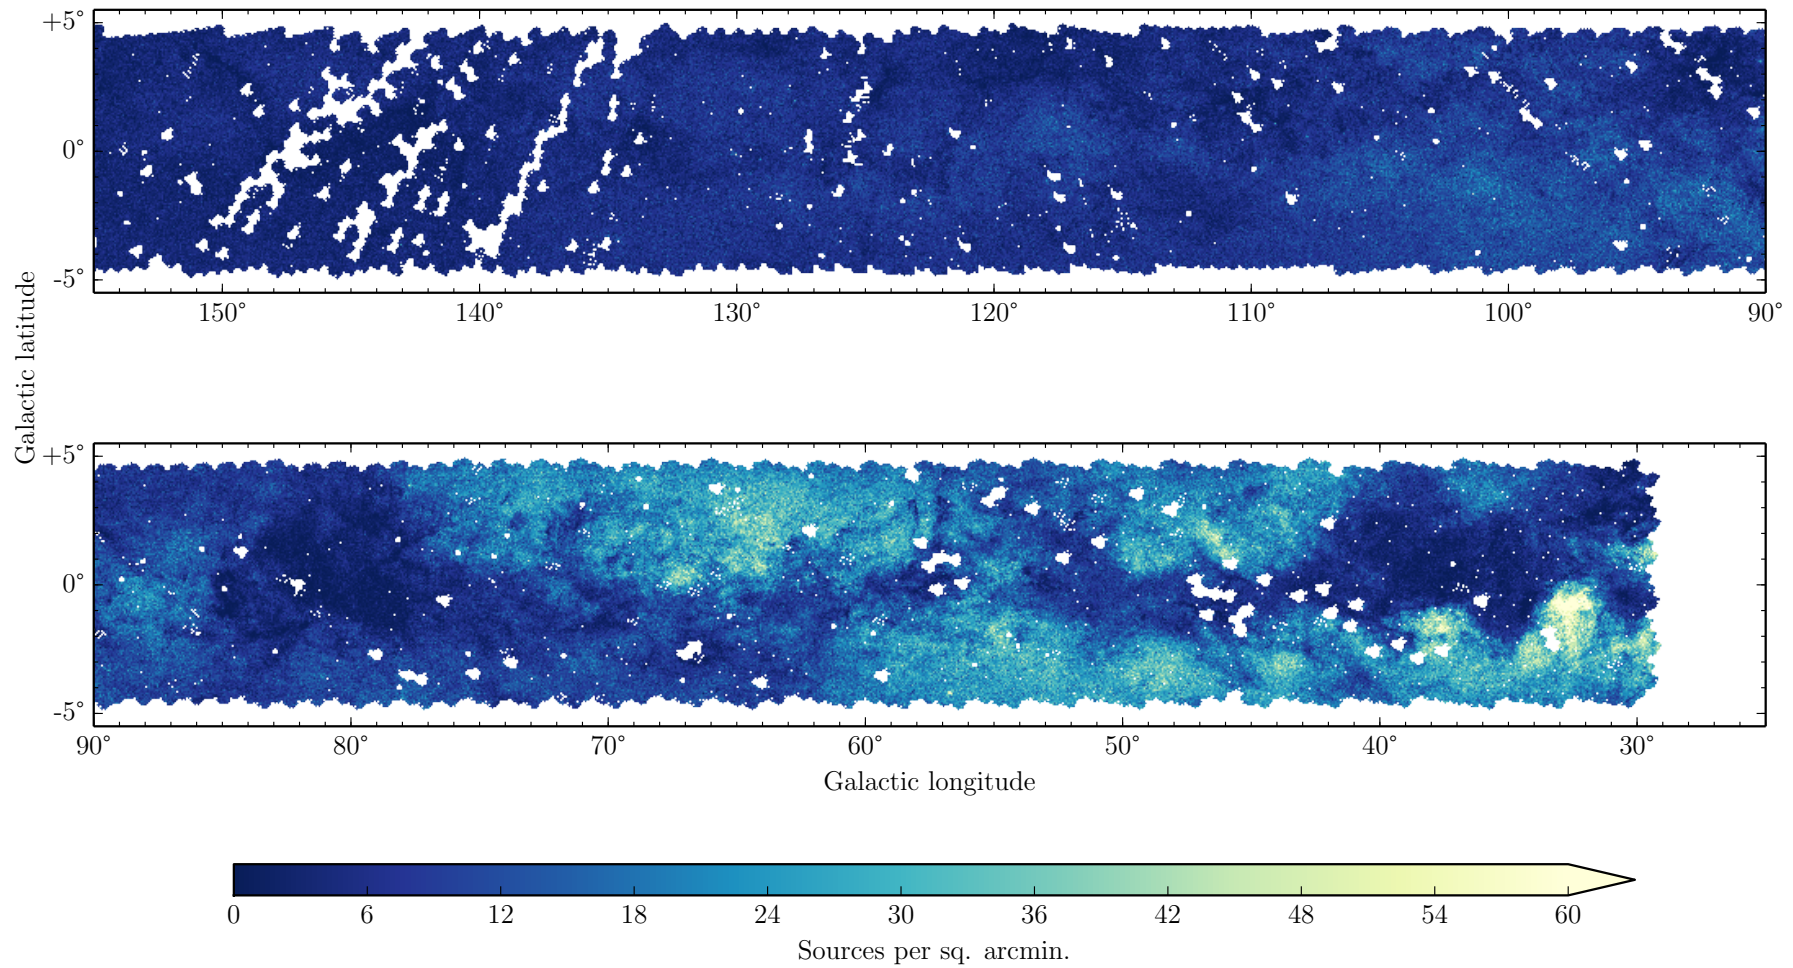 +5°
0°
-5°
150° 140° 130° 120° 110° 100° 90°
Galactic latitude
+5°
0°
-5°
90° 80° 70° 60° 50° 40° 30°
Galactic longitude
0 6 12 18 24 30 36 42 48 54 60
Sources per sq. arcmin.